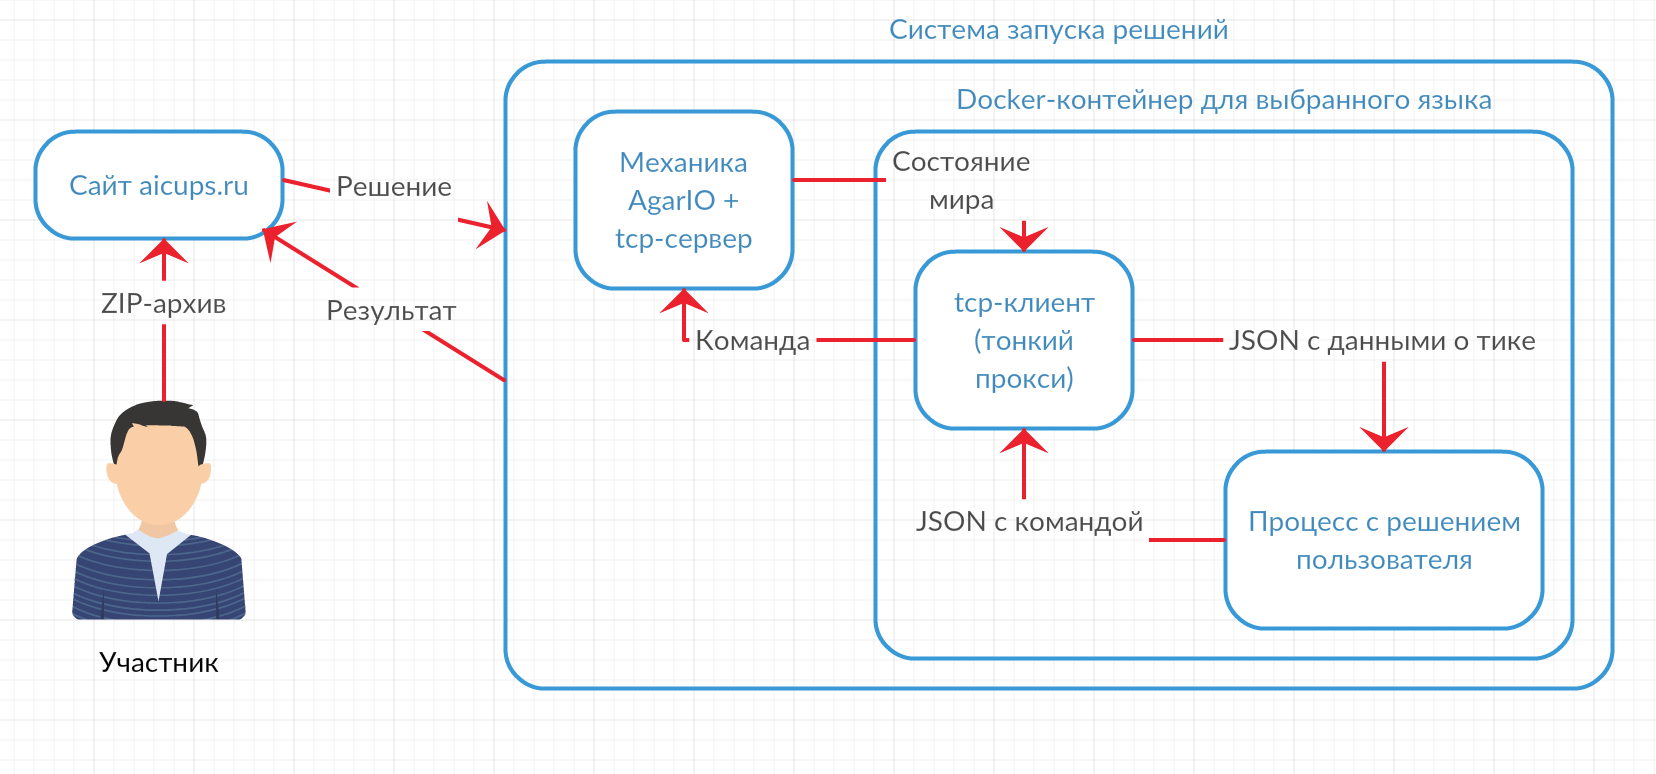 Система запуска решений
Docker-контейнер для выбранного языка
Сайт aicups.ru
Решение
Механика
AgarIO +
tcp-сервер
Состояние
мира
ZIP-архив
Результат
Команда
tcp-клиент
(тонкий
прокси)
JSON с данными о тике
JSON с командой
Процесс с решением
пользователя
Участник